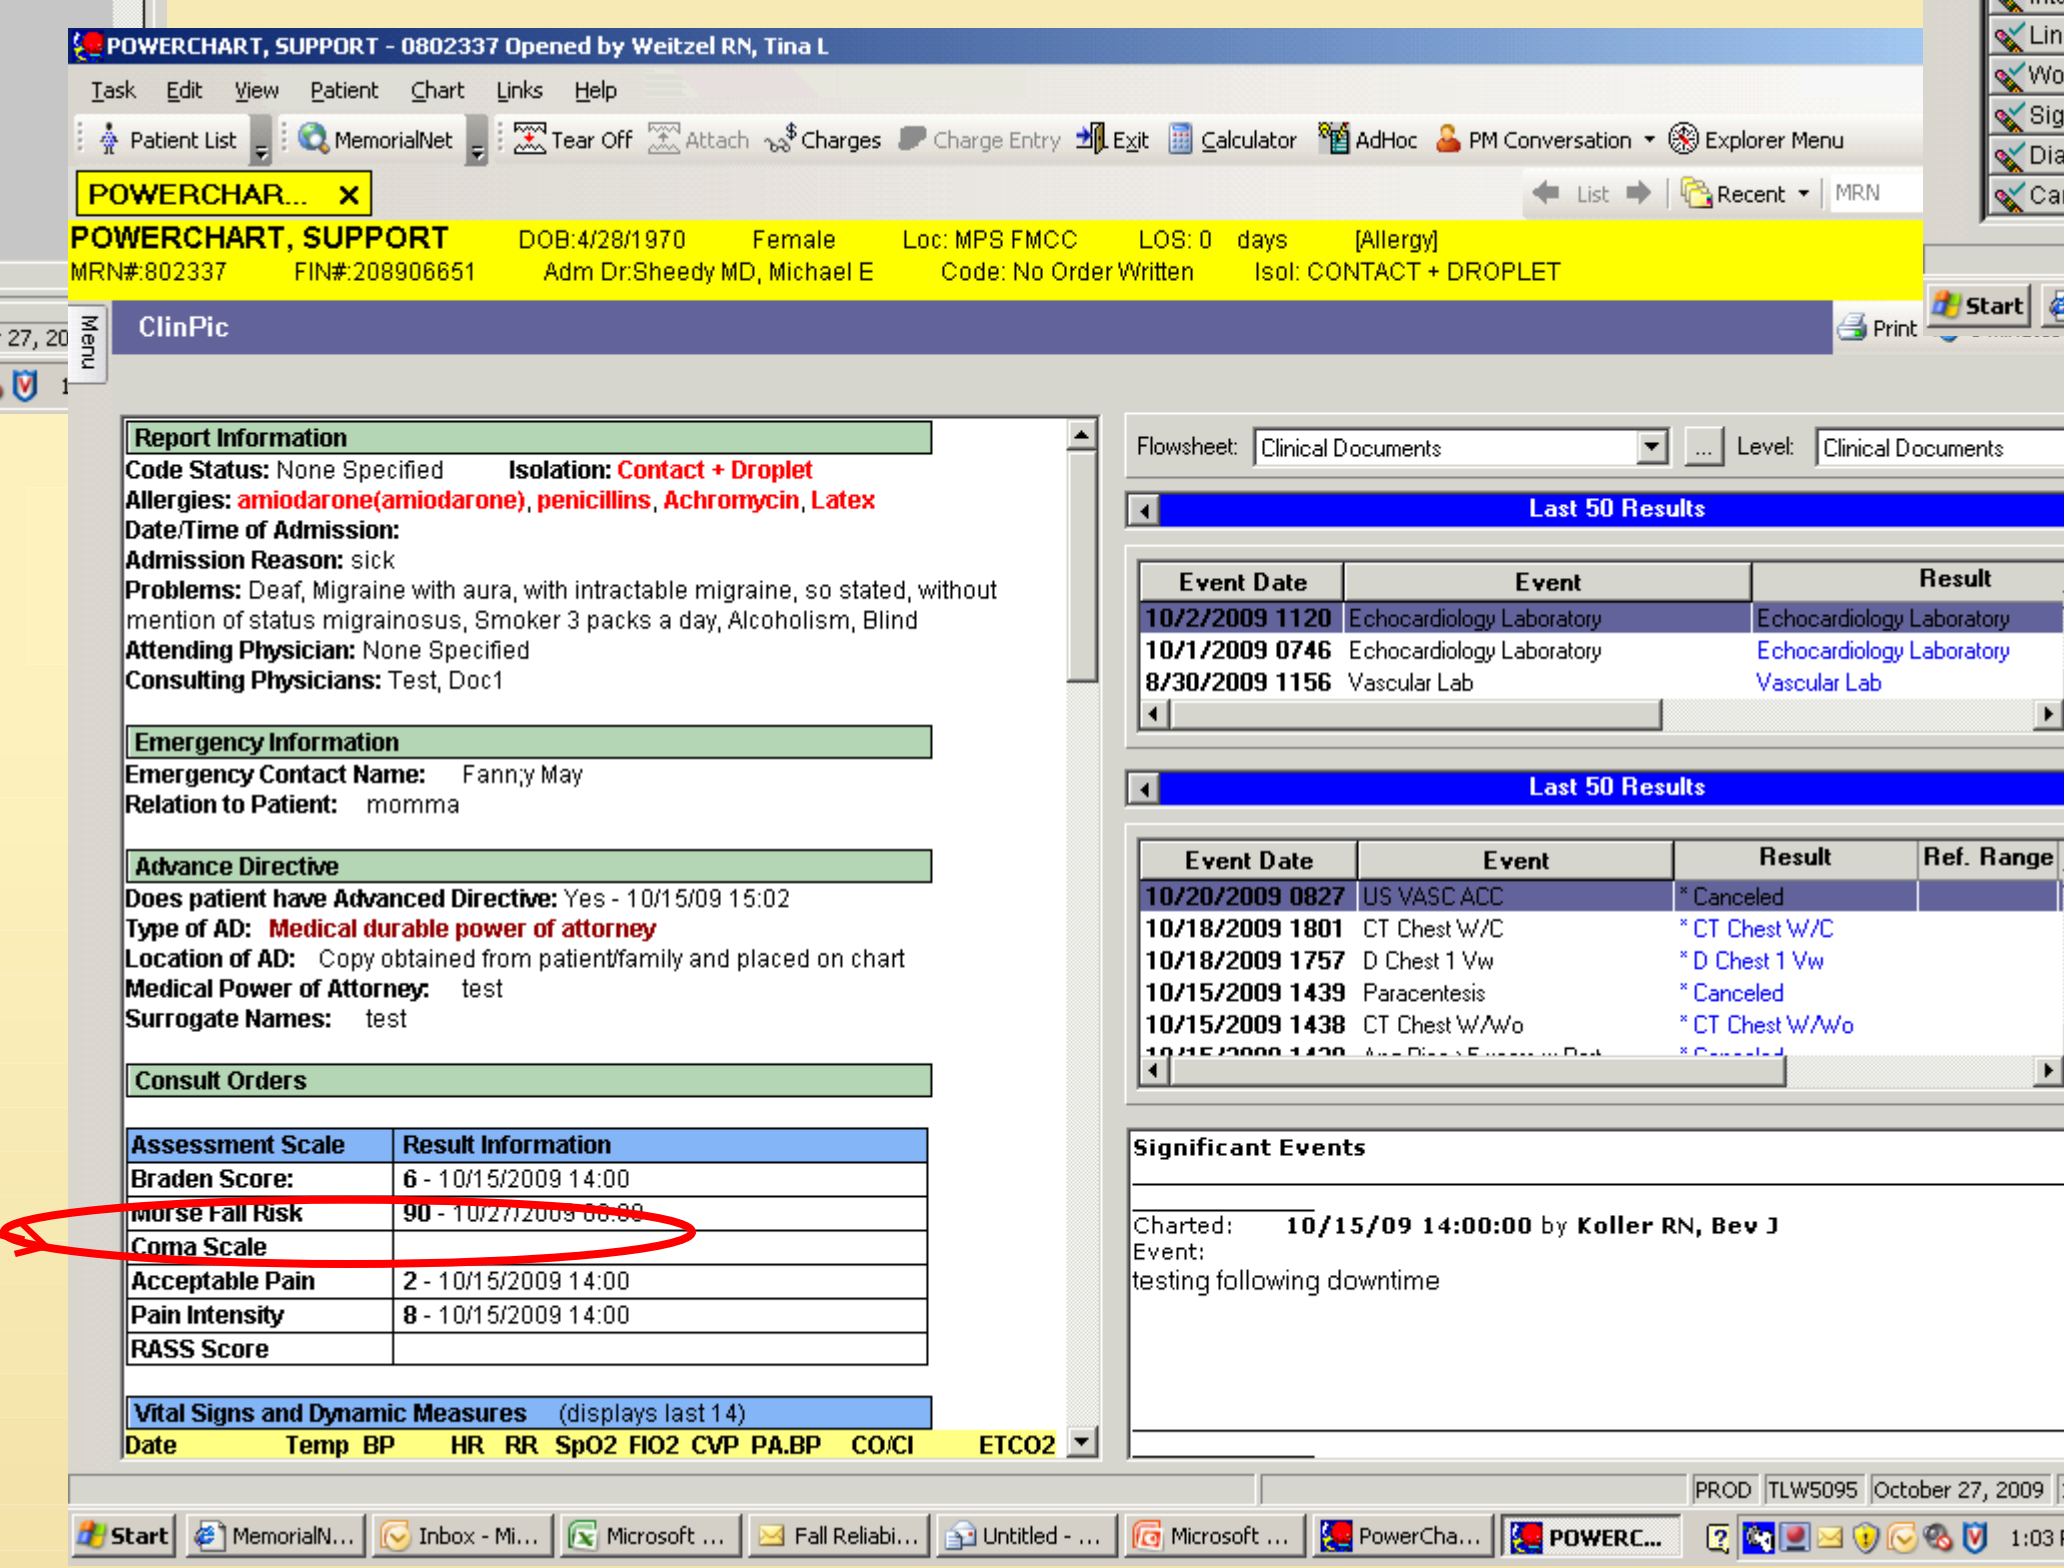 POWERCHART, SUPPORT - 0802337 Opened by Weitzel RN, Tina L
Task Edit View Patient Chart Links Help
Patient List MemorialNet Tear Off Attach Charges Charge Entry Exit Calculator AdHoc PM Conversation Explorer Menu
POWERCHAR... x List Recent MRN
POWERCHART, SUPPORT DOB:4/28/1970 Female Loc: MPS FMCC LOS: 0 days [Allergy]
MRN#:802337 FIN#:208906651 Adm Dr:Sheedy MD, Michael E Code: No Order Written Isol: CONTACT + DROPLET
Start
27, 20
Menu
ClinPic
Print
Report Information
Code Status: None Specified Isolation: Contact + Droplet
Allergies: amiodarone(amiodarone), penicillins, Achromycin, Latex
Date/Time of Admission:
Admission Reason: sick
Problems: Deaf, Migraine with aura, with intractable migraine, so stated, without
mention of status migrainosus, Smoker 3 packs a day, Alcoholism, Blind
Attending Physician: None Specified
Consulting Physicians: Test, Doc1
Emergency Information
Emergency Contact Name: Fann;y May
Relation to Patient: momma
Advance Directive
Does patient have Advanced Directive: Yes - 10/15/09 15:02
Type of AD: Medical durable power of attorney
Location of AD: Copy obtained from patient/family and placed on chart
Medical Power of Attorney: test
Surrogate Names: test
Consult Orders
Assessment Scale Result Information
Braden Score: 6 - 10/15/2009 14:00
Morse Fall Risk 90 - 10/27/2009
Coma Scale
Acceptable Pain 2 - 10/15/2009 14:00
Pain Intensity 8 - 10/15/2009 14:00
RASS Score
Vital Signs and Dynamic Measures (displays last 14)
Date Temp BP HR RR SpO2 FIO2 CVP PA.BP CO/CI ETCO2
Flowsheet: Clinical Documents ... Level: Clinical Documents
Last 50 Results
Event Date Event Result
10/2/2009 1120 Echocardiology Laboratory Echocardiology Laboratory
10/1/2009 0746 Echocardiology Laboratory Echocardiology Laboratory
8/30/2009 1156 Vascular Lab Vascular Lab
Last 50 Results
Event Date Event Result Ref. Range
10/20/2009 0827 US VASC ACC * Canceled
10/18/2009 1801 CT Chest W/C * CT Chest W/C
10/18/2009 1757 D Chest 1 Vw * D Chest 1 Vw
10/15/2009 1439 Paracentesis * Canceled
10/15/2009 1438 CT Chest W/Wo * CT Chest W/Wo
Significant Events
Charted: 10/15/09 14:00:00 by Koller RN, Bev J
Event:
testing following downtime
PROD TLW5095 October 27, 2009
Start MemorialN... Inbox - Mi... Microsoft ... Fall Reliabi... Untitled - ... Microsoft ... PowerCha... POWERC... 1:03